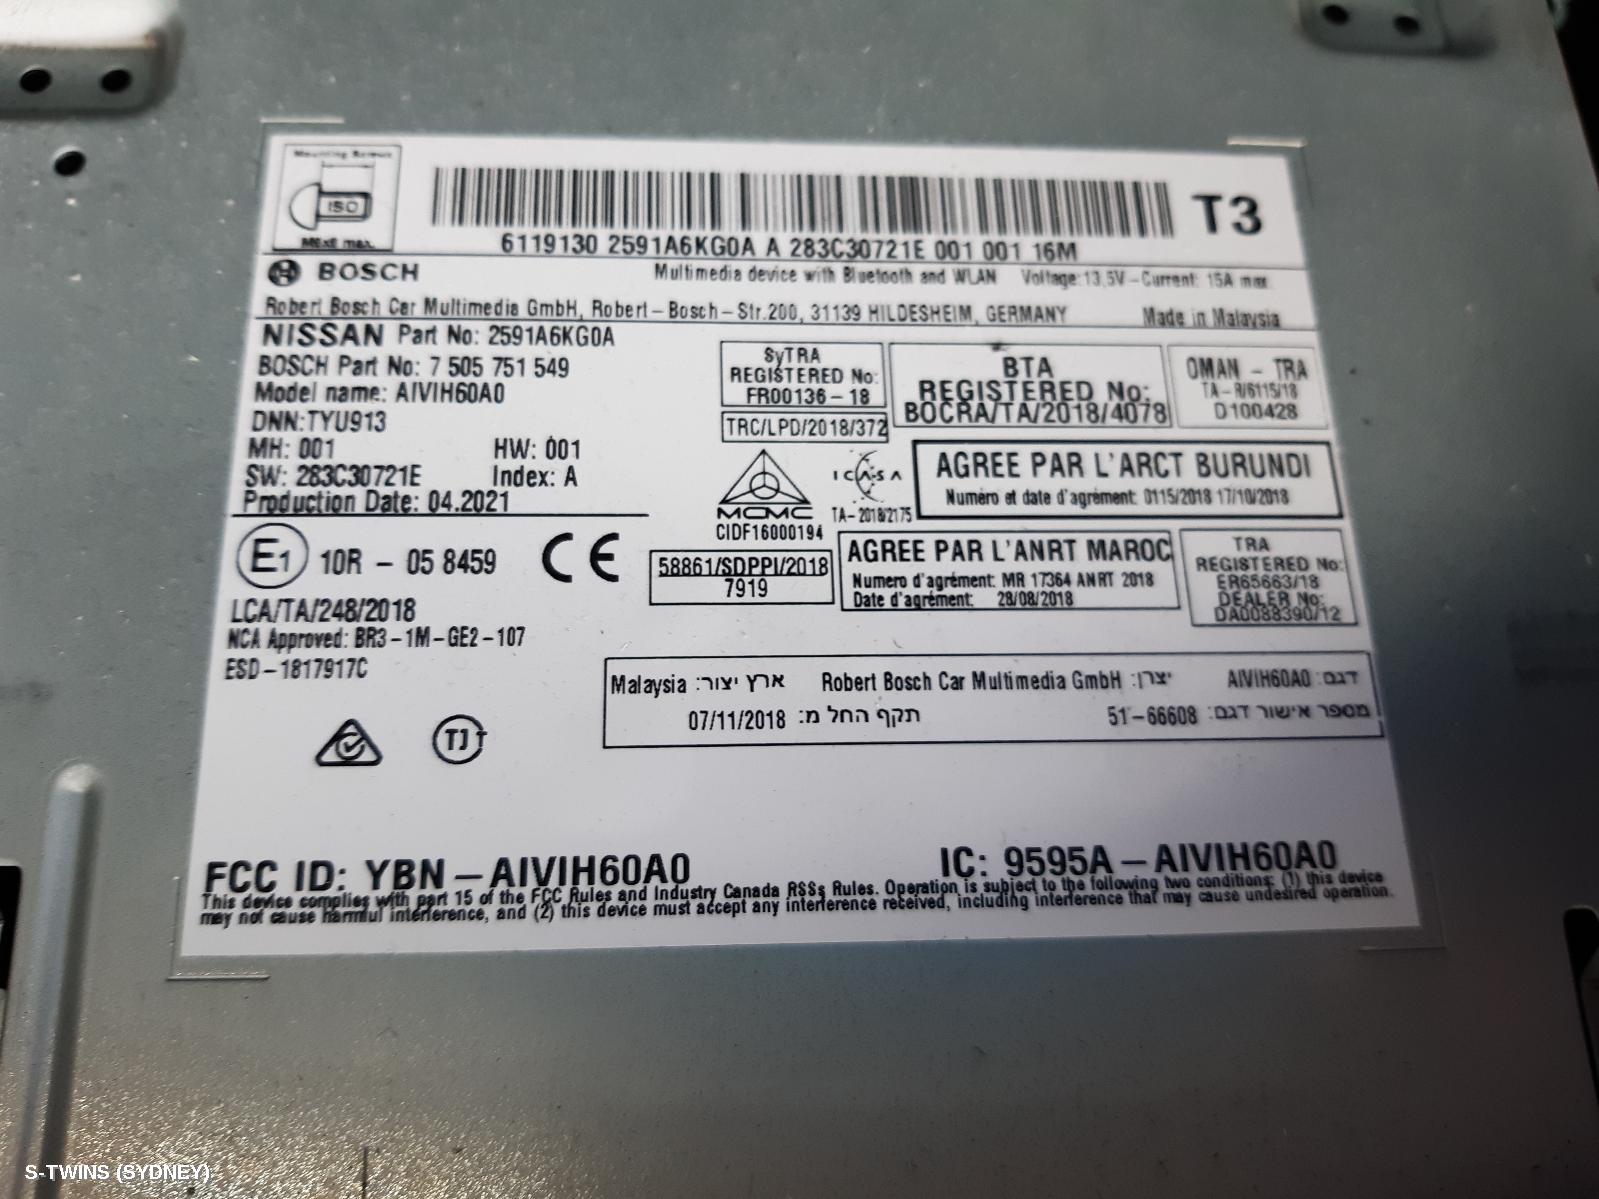 Mounting Screws
ISO
M5x8 max.
6119130 2591A6KG0A A 283C30721E 001 001 16M
T3
BOSCH
Multimedia device with Bluetooth and WLAN Voltage: 13.5V – Current: 15A max.
Robert Bosch Car Multimedia GmbH, Robert – Bosch – Str.200, 31139 HILDESHEIM, GERMANY
Made in Malaysia
NISSAN Part No: 2591A6KG0A
BOSCH Part No: 7 505 751 549
Model name: AIVIH60A0
DNN:TYU913
MH: 001 HW: 001
SW: 283C30721E Index: A
Production Date: 04.2021
E1 10R – 05 8459 CE
LCA/TA/248/2018
NCA Approved: BR3 – 1M – GE2 – 107
ESD – 1817917C
SyTRA
REGISTERED No:
FR00136 – 18
TRC/LPD/2018/372
BTA
REGISTERED No:
BOCRA/TA/2018/4078
OMAN – TRA
TA – R/6115/18
D100428
MCMC
CIDF16000194
ICASA
TA – 2018/2175
AGREE PAR L'ARCT BURUNDI
Numéro et date d'agrément: 0115/2018 17/10/2018
58861/SDPPI/2018
7919
AGREE PAR L'ANRT MAROC
Numero d'agrément: MR 17364 ANRT 2018
Date d'agrément: 28/08/2018
TRA
REGISTERED No:
ER65663/18
DEALER No:
DA0088390/12
דגם: AIVIH60A0 יצרן: Robert Bosch Car Multimedia GmbH ארץ יצור: Malaysia
מספר אישור דגם: 51-66608 תקף החל מ: 07/11/2018
FCC ID: YBN – AIVIH60A0 IC: 9595A – AIVIH60A0
This device complies with part 15 of the FCC Rules and Industry Canada RSSs Rules. Operation is subject to the following two conditions: (1) this device
may not cause harmful interference, and (2) this device must accept any interference received, including interference that may cause undesired operation.
S-TWINS (SYDNEY)